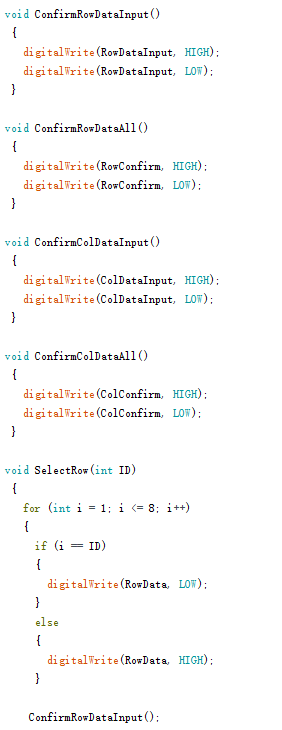 void ConfirmRowDataInput()
{
digitalWrite(RowDataInput, HIGH);
digitalWrite(RowDataInput, LOW);
}
void ConfirmRowDataAll()
{
digitalWrite(RowConfirm, HIGH);
digitalWrite(RowConfirm, LOW);
}
void ConfirmColDataInput()
{
digitalWrite(ColDataInput, HIGH);
digitalWrite(ColDataInput, LOW);
}
void ConfirmColDataAll()
{
digitalWrite(ColConfirm, HIGH);
digitalWrite(ColConfirm, LOW);
}
void SelectRow(int ID)
{
for (int i = 1; i <= 8; i++)
{
if (i == ID)
{
digitalWrite(RowData, LOW);
}
else
{
digitalWrite(RowData, HIGH);
}
ConfirmRowDataInput();